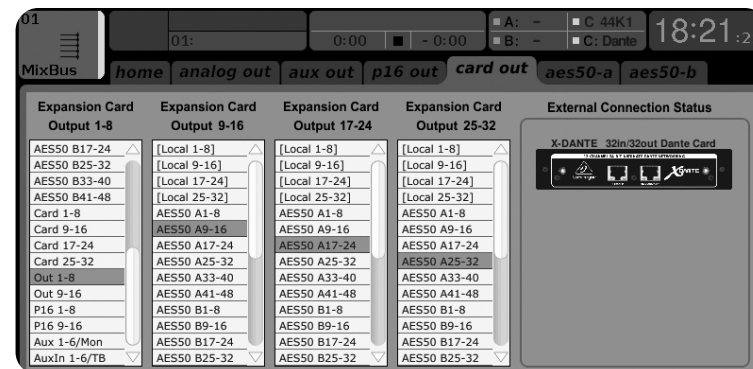 01
MixBus
01:
0:00
- 0:00
A: -
B: -
C 44K1
C: Dante
18:21
home
analog out
aux out
p16 out
card out
aes50-a
aes50-b
Expansion Card
Output 1-8
AES50 B17-24
AES50 B25-32
AES50 B33-40
AES50 B41-48
Card 1-8
Card 9-16
Card 17-24
Card 25-32
Out 1-8
Out 9-16
P16 1-8
P16 9-16
Aux 1-6/Mon
AuxIn 1-6/TB
Expansion Card
Output 9-16
[Local 1-8]
[Local 9-16]
[Local 17-24]
[Local 25-32]
AES50 A1-8
AES50 A9-16
AES50 A17-24
AES50 A25-32
AES50 A33-40
AES50 A41-48
AES50 B1-8
AES50 B9-16
AES50 B17-24
AES50 B25-32
Expansion Card
Output 17-24
[Local 1-8]
[Local 9-16]
[Local 17-24]
[Local 25-32]
AES50 A1-8
AES50 A9-16
AES50 A17-24
AES50 A25-32
AES50 A33-40
AES50 A41-48
AES50 B1-8
AES50 B9-16
AES50 B17-24
AES50 B25-32
Expansion Card
Output 25-32
[Local 1-8]
[Local 9-16]
[Local 17-24]
[Local 25-32]
AES50 A1-8
AES50 A9-16
AES50 A17-24
AES50 A25-32
AES50 A33-40
AES50 A41-48
AES50 B1-8
AES50 B9-16
AES50 B17-24
AES50 B25-32
External Connection Status
X-DANTE 32in/32out Dante Card